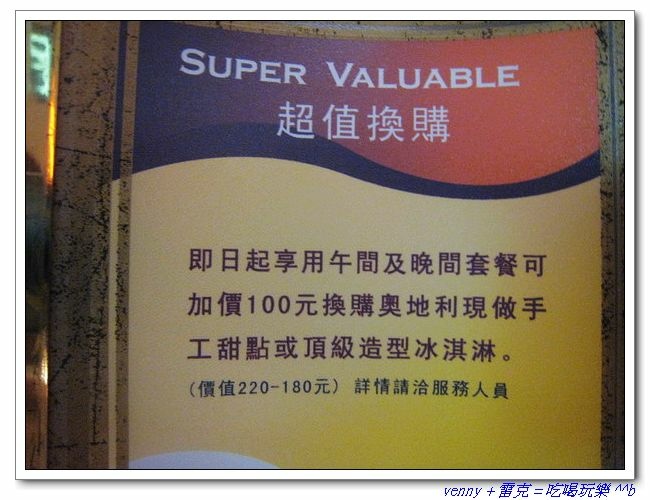 SUPER VALUABLE
超值換購
即日起享用午間及晚間套餐可
加價100元換購奧地利現做手
工甜點或頂級造型冰淇淋。
(價值220-180元) 詳情請洽服務人員
venny + 雷克 = 吃喝玩樂 ^^b